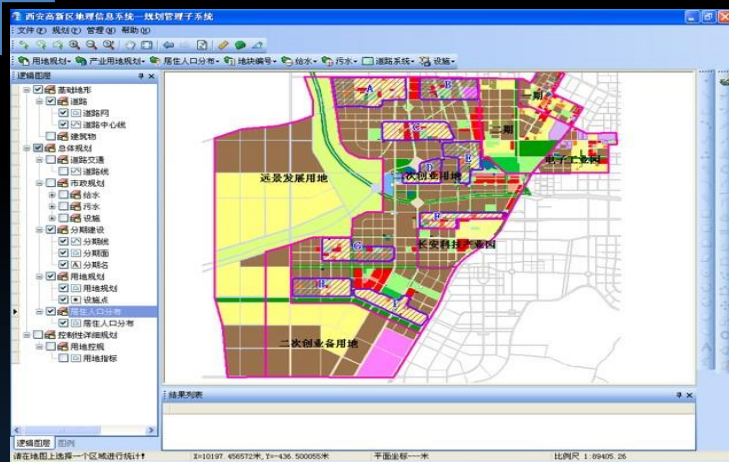 西安高新区地理信息系统—规划管理子系统
文件(F) 规划(P) 管理(M) 帮助(H)
用地规划 产业用地规划 居住人口分布 地块编号 给水 污水 道路系统 设施
逻辑图层
基础地形
道路
道路网
道路中心线
建筑物
总体规划
道路交通
道路线
市政规划
给水
污水
设施
分期建设
分期线
分期面
分期名
用地规划
用地规划
设施点
居住人口分布
居住人口分布
控制性详细规划
用地控规
用地指标
A
B
一期
C
二期
E
D
电子工业园
远景发展用地
二次创业用地
F
长安科技产业园
G
H
I
二次创业备用地
结果列表
逻辑图层 图例
请在地图上选择一个区域进行统计!
X=10197.456572米,Y=-436.500055米
平面坐标---米
比例尺 1:89405.26